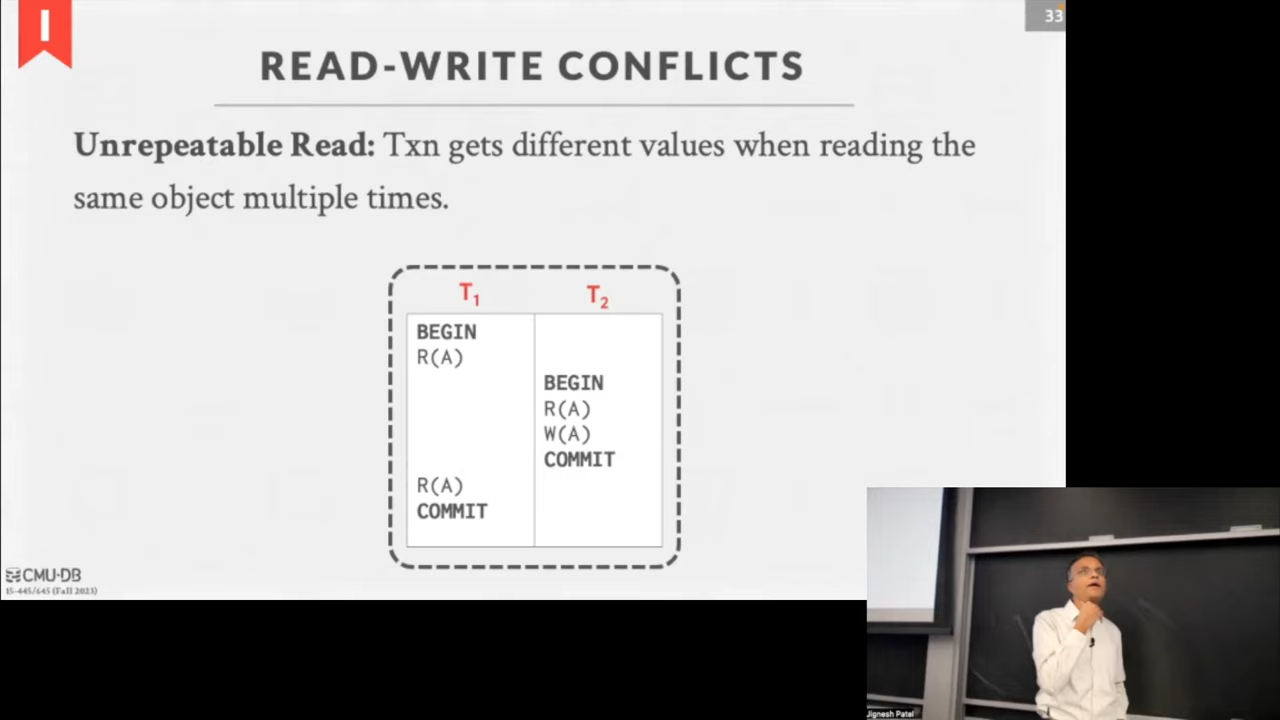 I
33
READ-WRITE CONFLICTS
Unrepeatable Read: Txn gets different values when reading the
same object multiple times.
T1 T2
BEGIN
R(A)
BEGIN
R(A)
W(A)
COMMIT
R(A)
COMMIT
CMU·DB
15-445/645 (Fall 2023)
Jignesh Patel